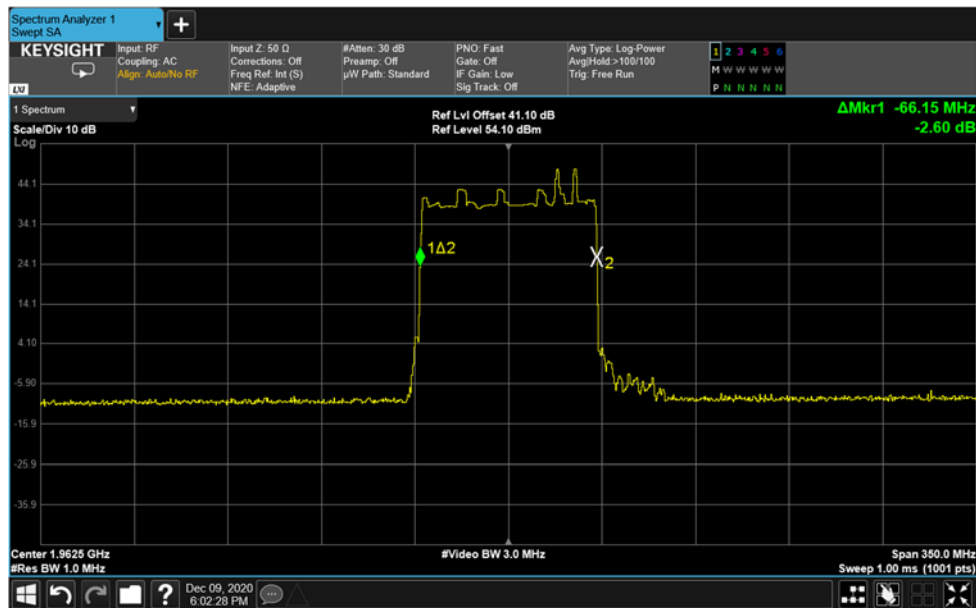 Spectrum Analyzer 1
Swept SA
KEYSIGHT
LXI
Input: RF
Coupling: AC
Align: Auto/No RF
Input Z: 50 Ω
Corrections: Off
Freq Ref: Int (S)
NFE: Adaptive
#Atten: 30 dB
Preamp: Off
µW Path: Standard
PNO: Fast
Gate: Off
IF Gain: Low
Sig Track: Off
Avg Type: Log-Power
Avg|Hold:>100/100
Trig: Free Run
1 2 3 4 5 6
M W W W W W
P N N N N N
1 Spectrum
Scale/Div 10 dB
Ref Lvl Offset 41.10 dB
Ref Level 54.10 dBm
ΔMkr1 -66.15 MHz
-2.60 dB
Log
44.1
34.1
24.1
14.1
4.10
-5.90
-15.9
-25.9
-35.9
1Δ2
2
Center 1.9625 GHz
#Res BW 1.0 MHz
#Video BW 3.0 MHz
Span 350.0 MHz
Sweep 1.00 ms (1001 pts)
?
Dec 09, 2020
6:02:28 PM